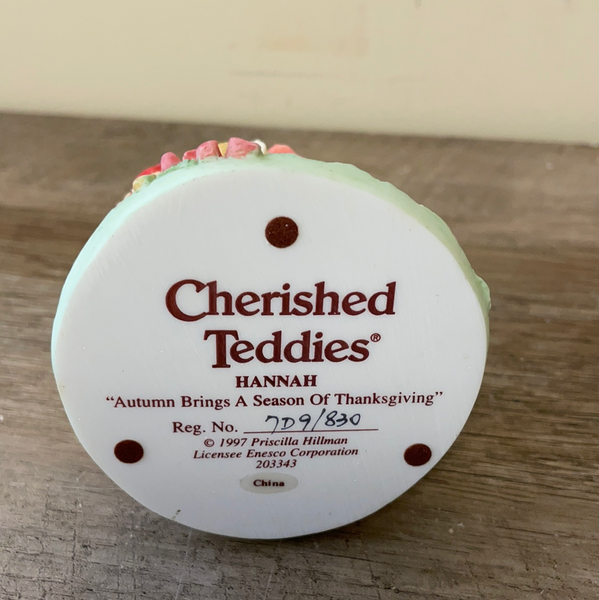 Cherished
Teddies®
HANNAH
“Autumn Brings A Season Of Thanksgiving”
Reg. No. 7D9/830
© 1997 Priscilla Hillman
Licensee Enesco Corporation
203343
China